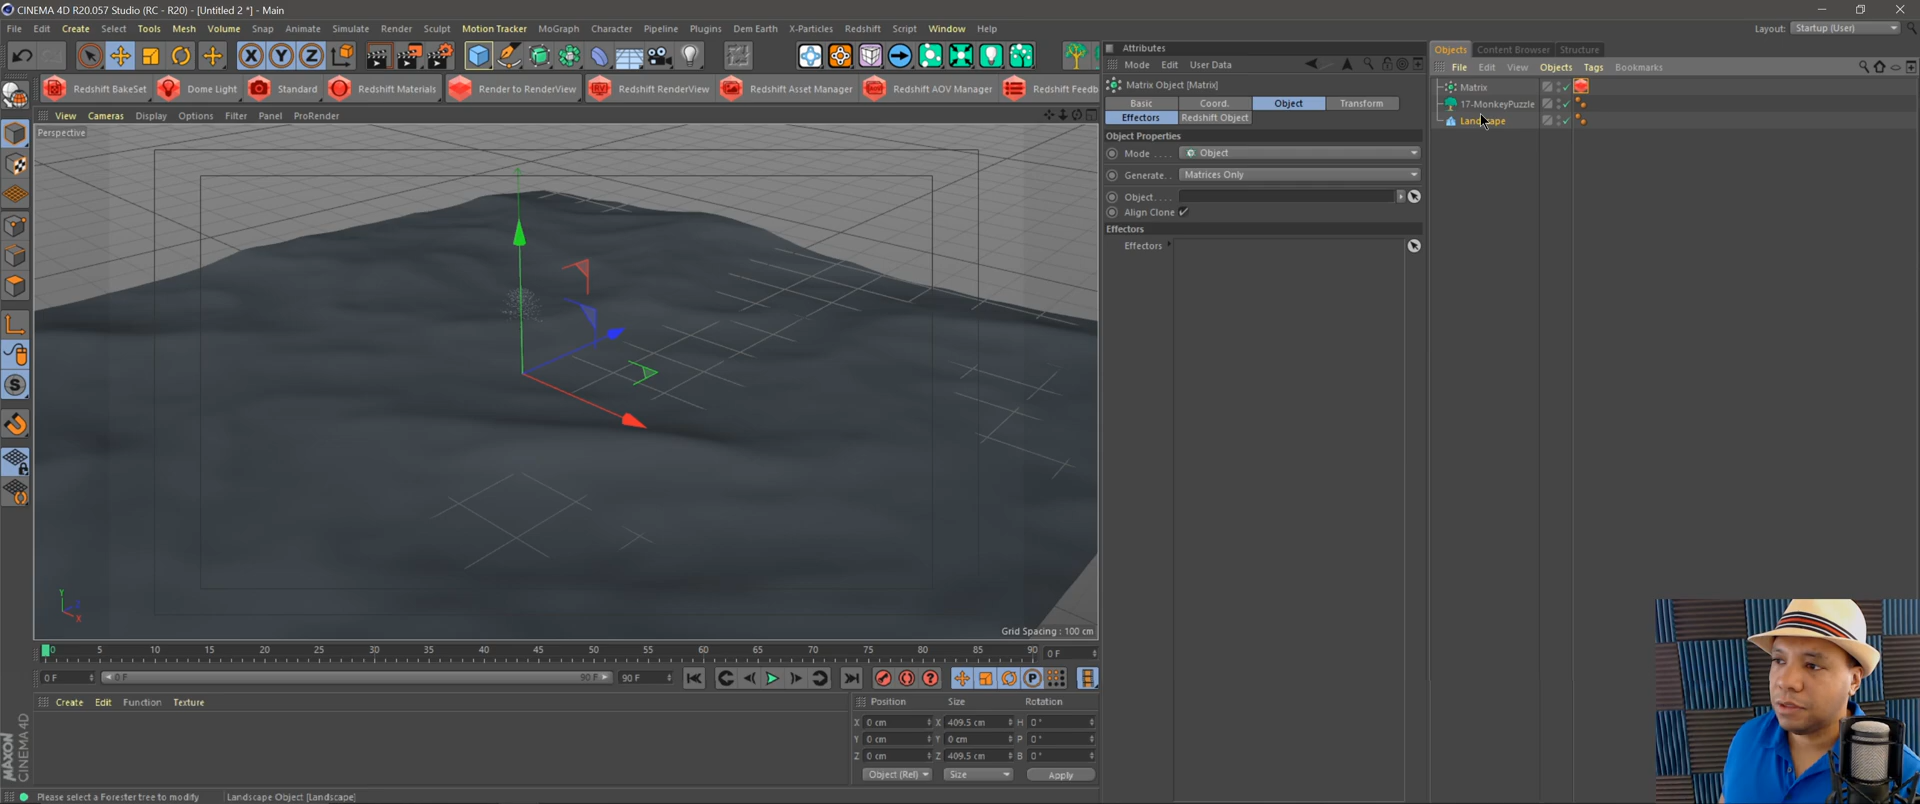 CINEMA 4D R20.057 Studio (RC - R20) - [Untitled 2 *] - Main
File Edit Create Select Tools Mesh Volume Snap Animate Simulate Render Sculpt Motion Tracker MoGraph Character Pipeline Plugins Dem Earth X-Particles Redshift Script Window Help
Layout: Startup (User)
X Y Z
Redshift BakeSet Dome Light Standard Redshift Materials Render to RenderView Redshift RenderView Redshift Asset Manager Redshift AOV Manager Redshift Feedb
RV
View Cameras Display Options Filter Panel ProRender
Perspective
Y
X
Grid Spacing : 100 cm
S
0 5 10 15 20 25 30 35 40 45 50 55 60 65 70 75 80 85 90 0 F
0 F 0 F 90 F 90 F
P
Create Edit Function Texture
Position Size Rotation
X 0 cm X 409.5 cm H 0 °
Y 0 cm Y 0 cm P 0 °
Z 0 cm Z 409.5 cm B 0 °
Object (Rel) Size Apply
MAXON
CINEMA 4D
Please select a Forester tree to modify Landscape Object [Landscape]
Attributes
Mode Edit User Data
Matrix Object [Matrix]
Basic Coord. Object Transform
Effectors Redshift Object
Object Properties
Mode . . . . Object
Generate. . Matrices Only
Object. . . .
Align Clone
Effectors
Effectors
Objects Content Browser Structure
File Edit View Objects Tags Bookmarks
Matrix
17-MonkeyPuzzle